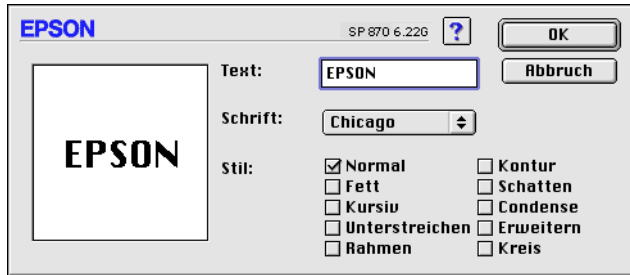 EPSON SP 870 6.22G ? OK
Text: EPSON Abbruch
Schrift: Chicago
EPSON
Stil: Normal Kontur
Fett Schatten
Kursiv Condense
Unterstreichen Erweitern
Rahmen Kreis